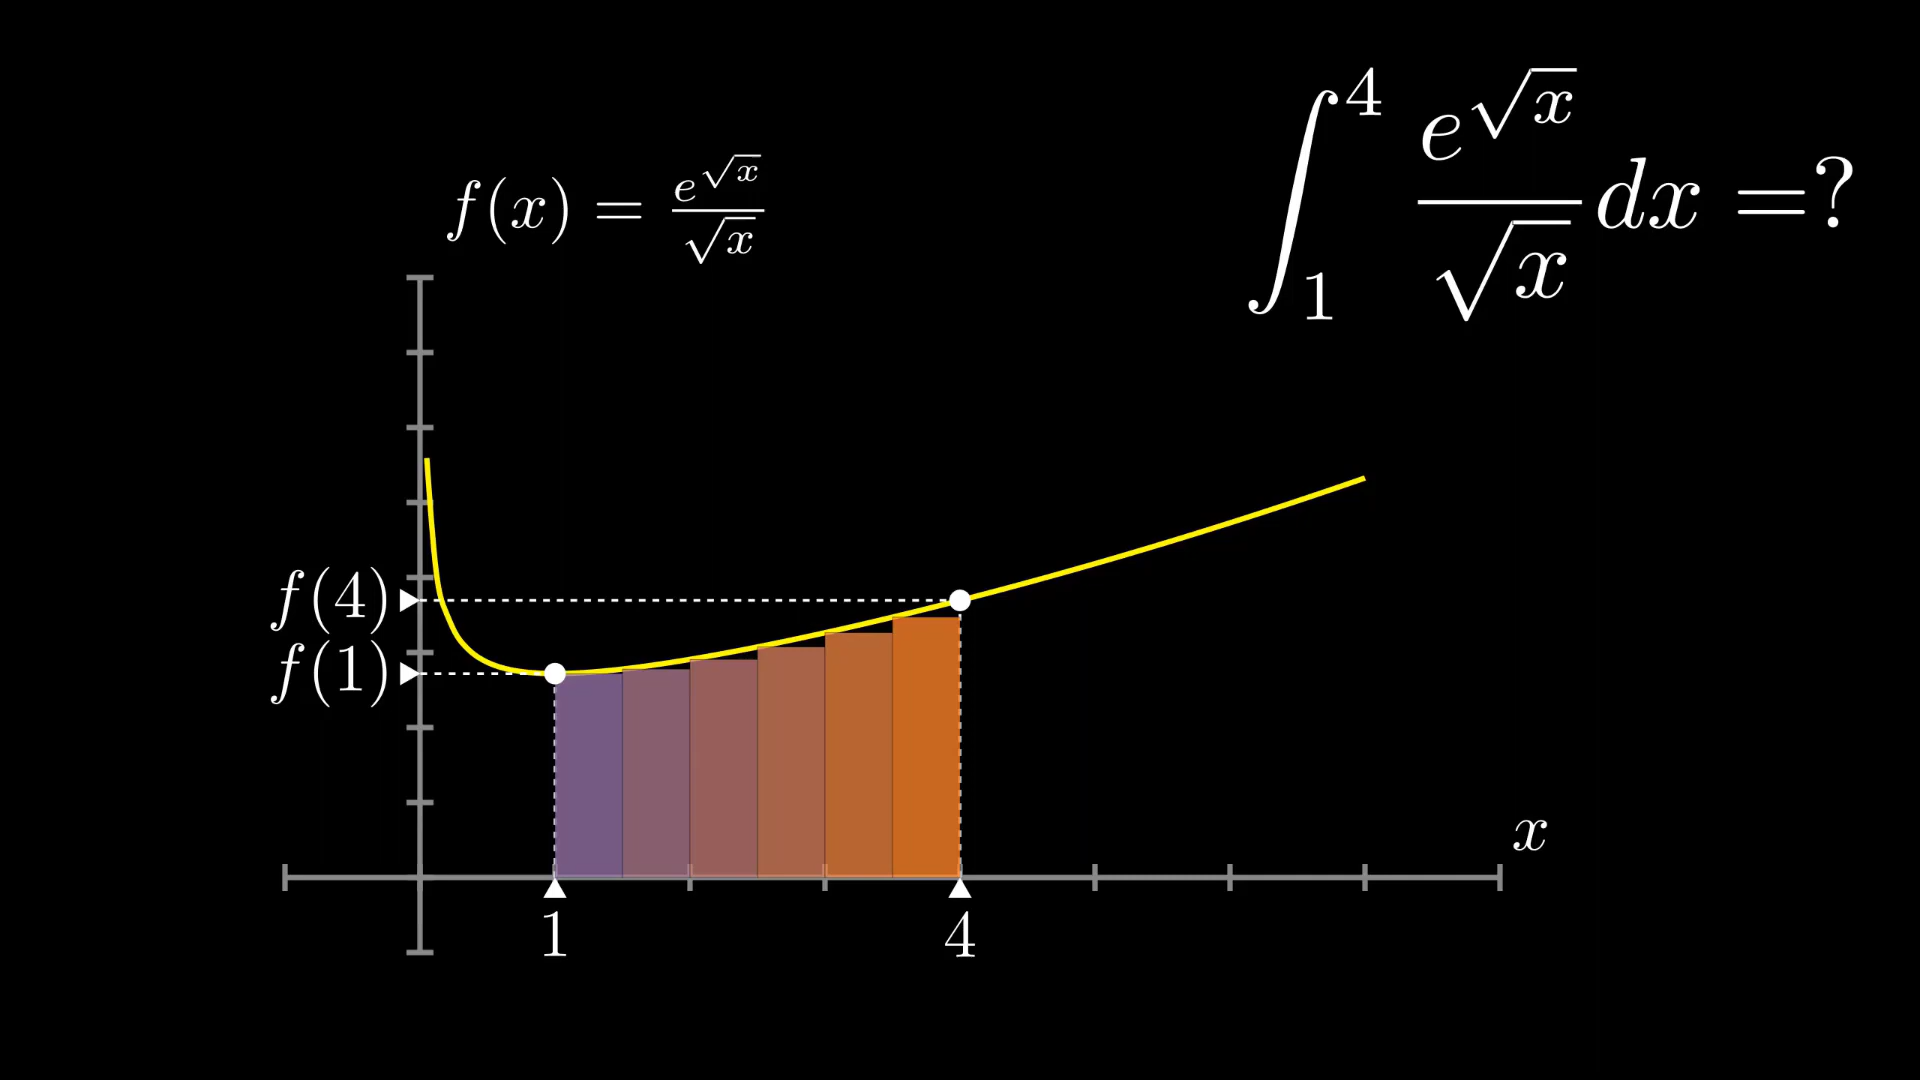 ∫₁⁴ e^√x/√x dx =?
f(x) = e^√x/√x
f(4)
f(1)
x
1
4